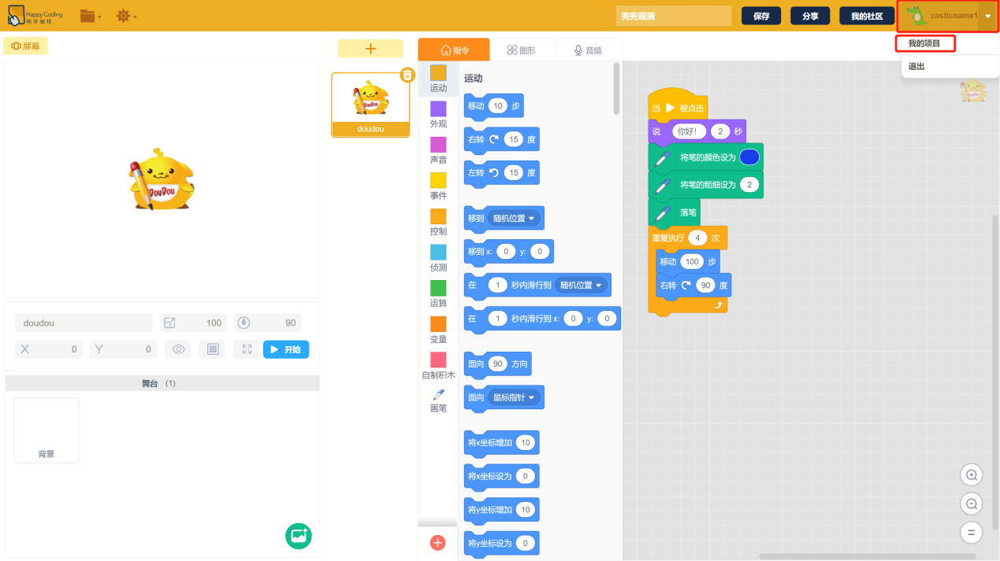 Happy Coding
畅学编程
兜兜画画
保存
分享
我的社区
casticname1
我的项目
退出
屏幕
DouDou
doudou
指令
图形
音频
运动
外观
声音
事件
控制
侦测
运算
变量
自制积木
画笔
运动
移动 10 步
右转 15 度
左转 15 度
移到 随机位置
移到 x: 0 y: 0
在 1 秒内滑行到 随机位置
在 1 秒内滑行到 x: 0 y: 0
面向 90 方向
面向 鼠标指针
将x坐标增加 10
将x坐标设为 0
将y坐标增加 10
将y坐标设为 0
当 被点击
说 你好! 2 秒
将笔的颜色设为
将笔的粗细设为 2
落笔
重复执行 4 次
移动 100 步
右转 90 度
DouDou
doudou 100 90
X 0 Y 0 开始
舞台 (1)
背景